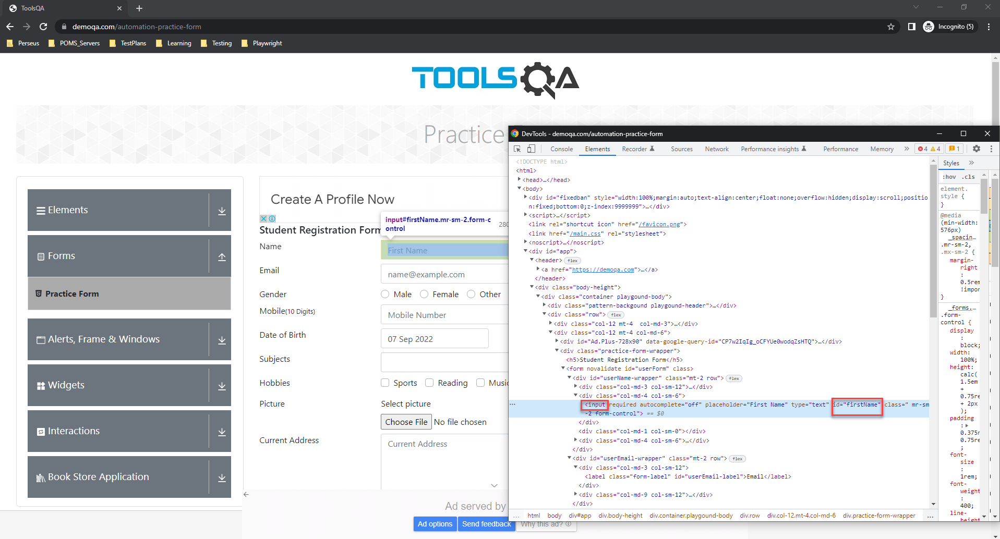 ToolsQA
demoqa.com/automation-practice-form
Incognito (5)
Perseus POMS_Servers TestPlans Learning Testing Playwright
TOOLSQA
Practice
Elements
Forms
Practice Form
Alerts, Frame & Windows
Widgets
Interactions
Book Store Application
Create A Profile Now
input#firstName.mr-sm-2.form-c
ontrol
280
Student Registration Form
Name
First Name
Email
name@example.com
Gender
Male Female Other
Mobile(10 Digits)
Mobile Number
Date of Birth
07 Sep 2022
Subjects
Hobbies
Sports Reading Music
Picture
Select picture
Choose File No file chosen
Current Address
Current Address
Ad served by
Ad options Send feedback Why this ad?
DevTools - demoqa.com/automation-practice-form
Console Elements Recorder Sources Network Performance insights Performance Memory » 4 4 1
<!DOCTYPE html>
<html>
<head>…</head>
<body>
<div id="fixedban" style="width:100%;margin:auto;text-align:center;float:none;overflow:hidden;display:scroll;positio
n:fixed;bottom:0;z-index:9999999">…</div>
<script>…</script>
<link rel="shortcut icon" href="/favicon.png">
<link href="/main.css" rel="stylesheet">
<noscript>…</noscript>
<div id="app">
<header> flex
<a href="https://demoqa.com">…</a>
</header>
<div class="body-height">
<div class="container playgound-body">
<div class="pattern-backgound playgound-header">…</div>
<div class="row"> flex
<div class="col-12 mt-4  col-md-3">…</div>
<div class="col-12 mt-4 col-md-6">
<div id="Ad.Plus-728x90" data-google-query-id="CP7w2IqIg_oCFYUe0wodqZsHTQ">…</div>
<div class="practice-form-wrapper">
<h5>Student Registration Form</h5>
<form novalidate id="userForm" class>
<div id="userName-wrapper" class="mt-2 row"> flex
<div class="col-md-3 col-sm-12">…</div>
<div class="col-md-4 col-sm-6">
<input required autocomplete="off" placeholder="First Name" type="text" id="firstName" class=" mr-sm
-2 form-control"> == $0
</div>
<div class="col-md-1 col-sm-0"></div>
<div class="col-md-4 col-sm-6">…</div>
</div>
<div id="userEmail-wrapper" class="mt-2 row"> flex
<div class="col-md-3 col-sm-12">
<label class="form-label" id="userEmail-label">Email</label>
</div>
<div class="col-md-9 col-sm-12">…</div>
</div>
... html body div#app div.body-height div.container.playgound-body div.row div.col-12.mt-4.col-md-6 div.practice-form-wrapper ...
Styles »
:hov .cls
element.
style {
}
@media
(min-width:
576px)
_spacin…
.mr-sm-2,
.mx-sm-2 {
margin-
right
:
0.5rem
!impor
}
_forms.…
.form-
control {
display
:
block;
width:
100%;
height:
calc(
1.5em
+
0.75re
+ 2px
);
padding
:
0.375r
0.75re
;
font-
size
:
1rem;
font-
weight
:
400;
line-
height